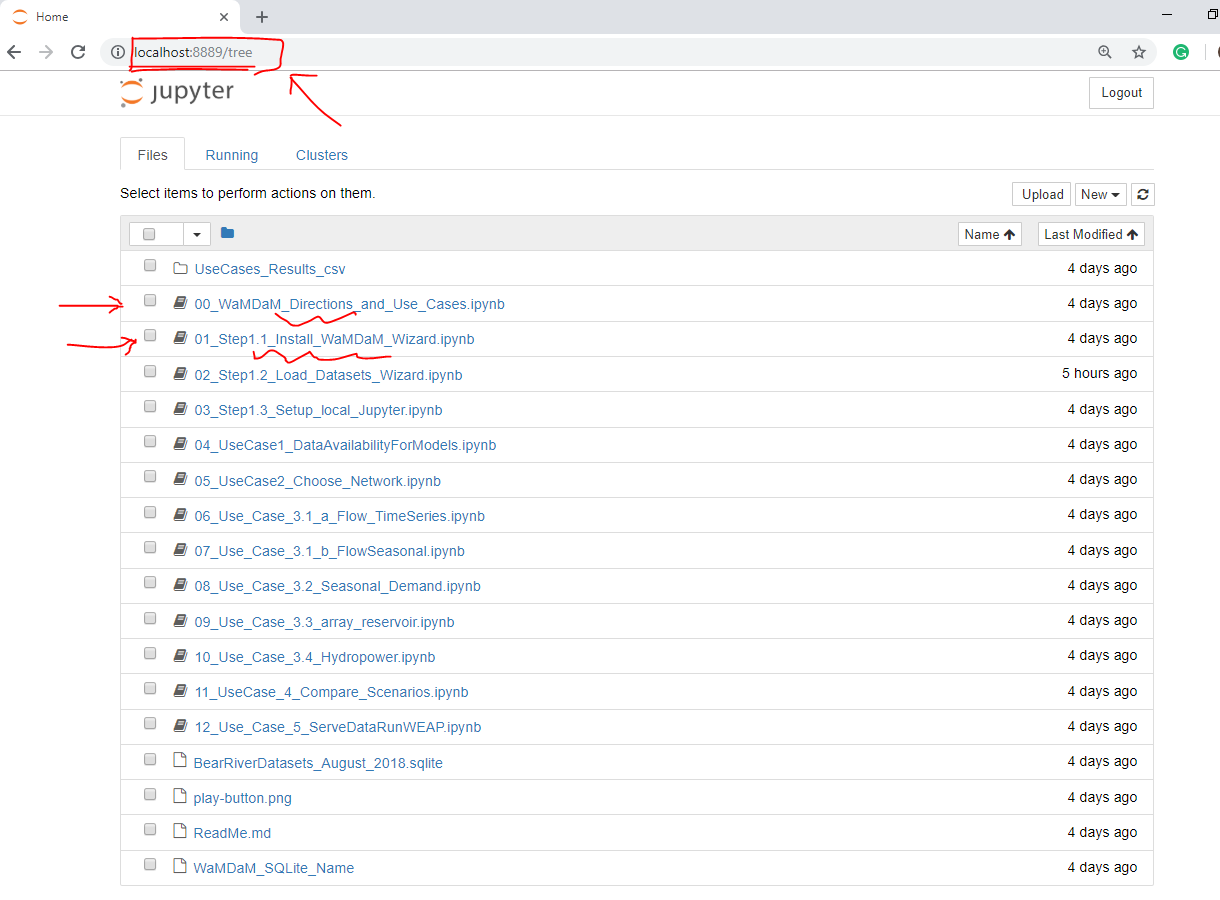 Home
localhost:8889/tree
jupyter
Logout
Files Running Clusters
Select items to perform actions on them.
Upload New
Name Last Modified
UseCases_Results_csv 4 days ago
00_WaMDaM_Directions_and_Use_Cases.ipynb 4 days ago
01_Step1.1_Install_WaMDaM_Wizard.ipynb 4 days ago
02_Step1.2_Load_Datasets_Wizard.ipynb 5 hours ago
03_Step1.3_Setup_local_Jupyter.ipynb 4 days ago
04_UseCase1_DataAvailabilityForModels.ipynb 4 days ago
05_UseCase2_Choose_Network.ipynb 4 days ago
06_Use_Case_3.1_a_Flow_TimeSeries.ipynb 4 days ago
07_Use_Case_3.1_b_FlowSeasonal.ipynb 4 days ago
08_Use_Case_3.2_Seasonal_Demand.ipynb 4 days ago
09_Use_Case_3.3_array_reservoir.ipynb 4 days ago
10_Use_Case_3.4_Hydropower.ipynb 4 days ago
11_UseCase_4_Compare_Scenarios.ipynb 4 days ago
12_Use_Case_5_ServeDataRunWEAP.ipynb 4 days ago
BearRiverDatasets_August_2018.sqlite 4 days ago
play-button.png 4 days ago
ReadMe.md 4 days ago
WaMDaM_SQLite_Name 4 days ago